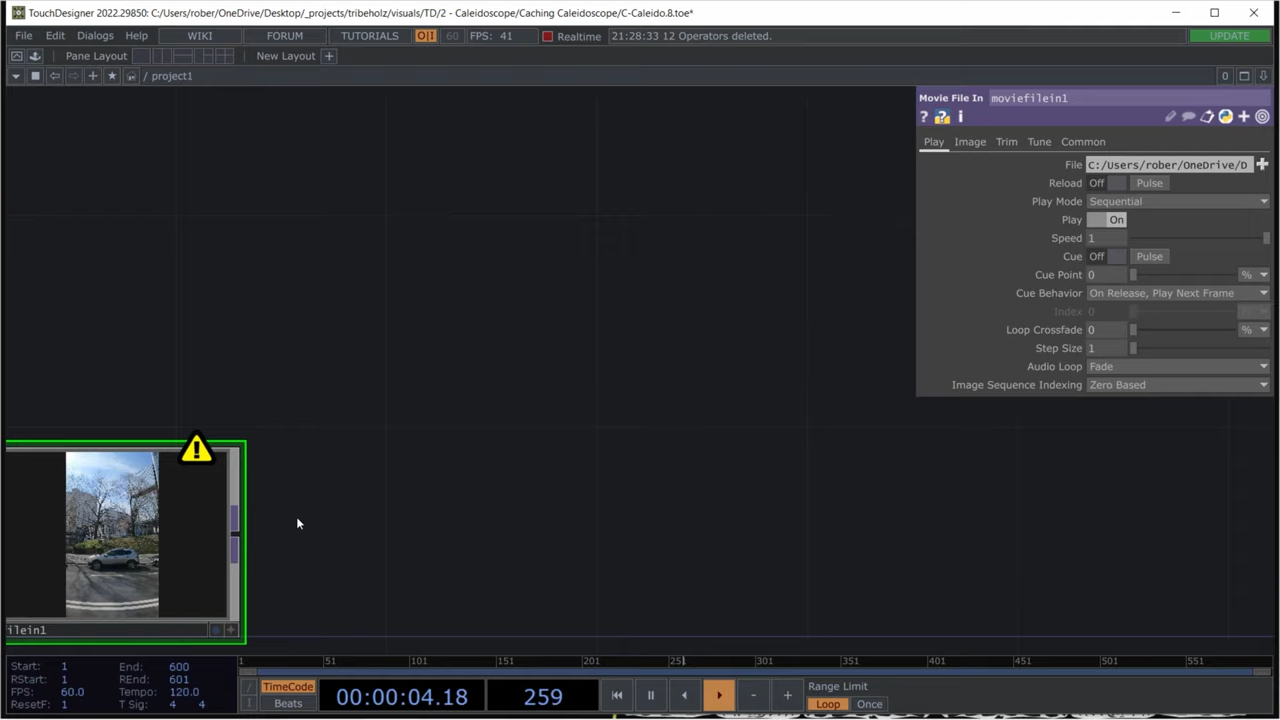 TouchDesigner 2022.29850: C:/Users/rober/OneDrive/Desktop/_projects/tribeholz/visuals/TD/2 - Caleidoscope/Caching Caleidoscope/C-Caleido.8.toe*
File Edit Dialogs Help WIKI FORUM TUTORIALS O|I 60 FPS: 41 Realtime 21:28:33 12 Operators deleted. UPDATE
Pane Layout New Layout +
/ project1 0
Movie File In moviefilein1
? ? i
Play Image Trim Tune Common
File C:/Users/rober/OneDrive/D
Reload Off Pulse
Play Mode Sequential
Play On
Speed 1
Cue Off Pulse
Cue Point 0 %
Cue Behavior On Release, Play Next Frame
Index 0
Loop Crossfade 0 %
Step Size 1
Audio Loop Fade
Image Sequence Indexing Zero Based
ilein1
1 51 101 151 201 251 301 351 401 451 501 551
Start: 1 End: 600
RStart: 1 REnd: 601
FPS: 60.0 Tempo: 120.0
ResetF: 1 T Sig: 4 4
TimeCode
Beats
00:00:04.18 259
Range Limit
Loop Once